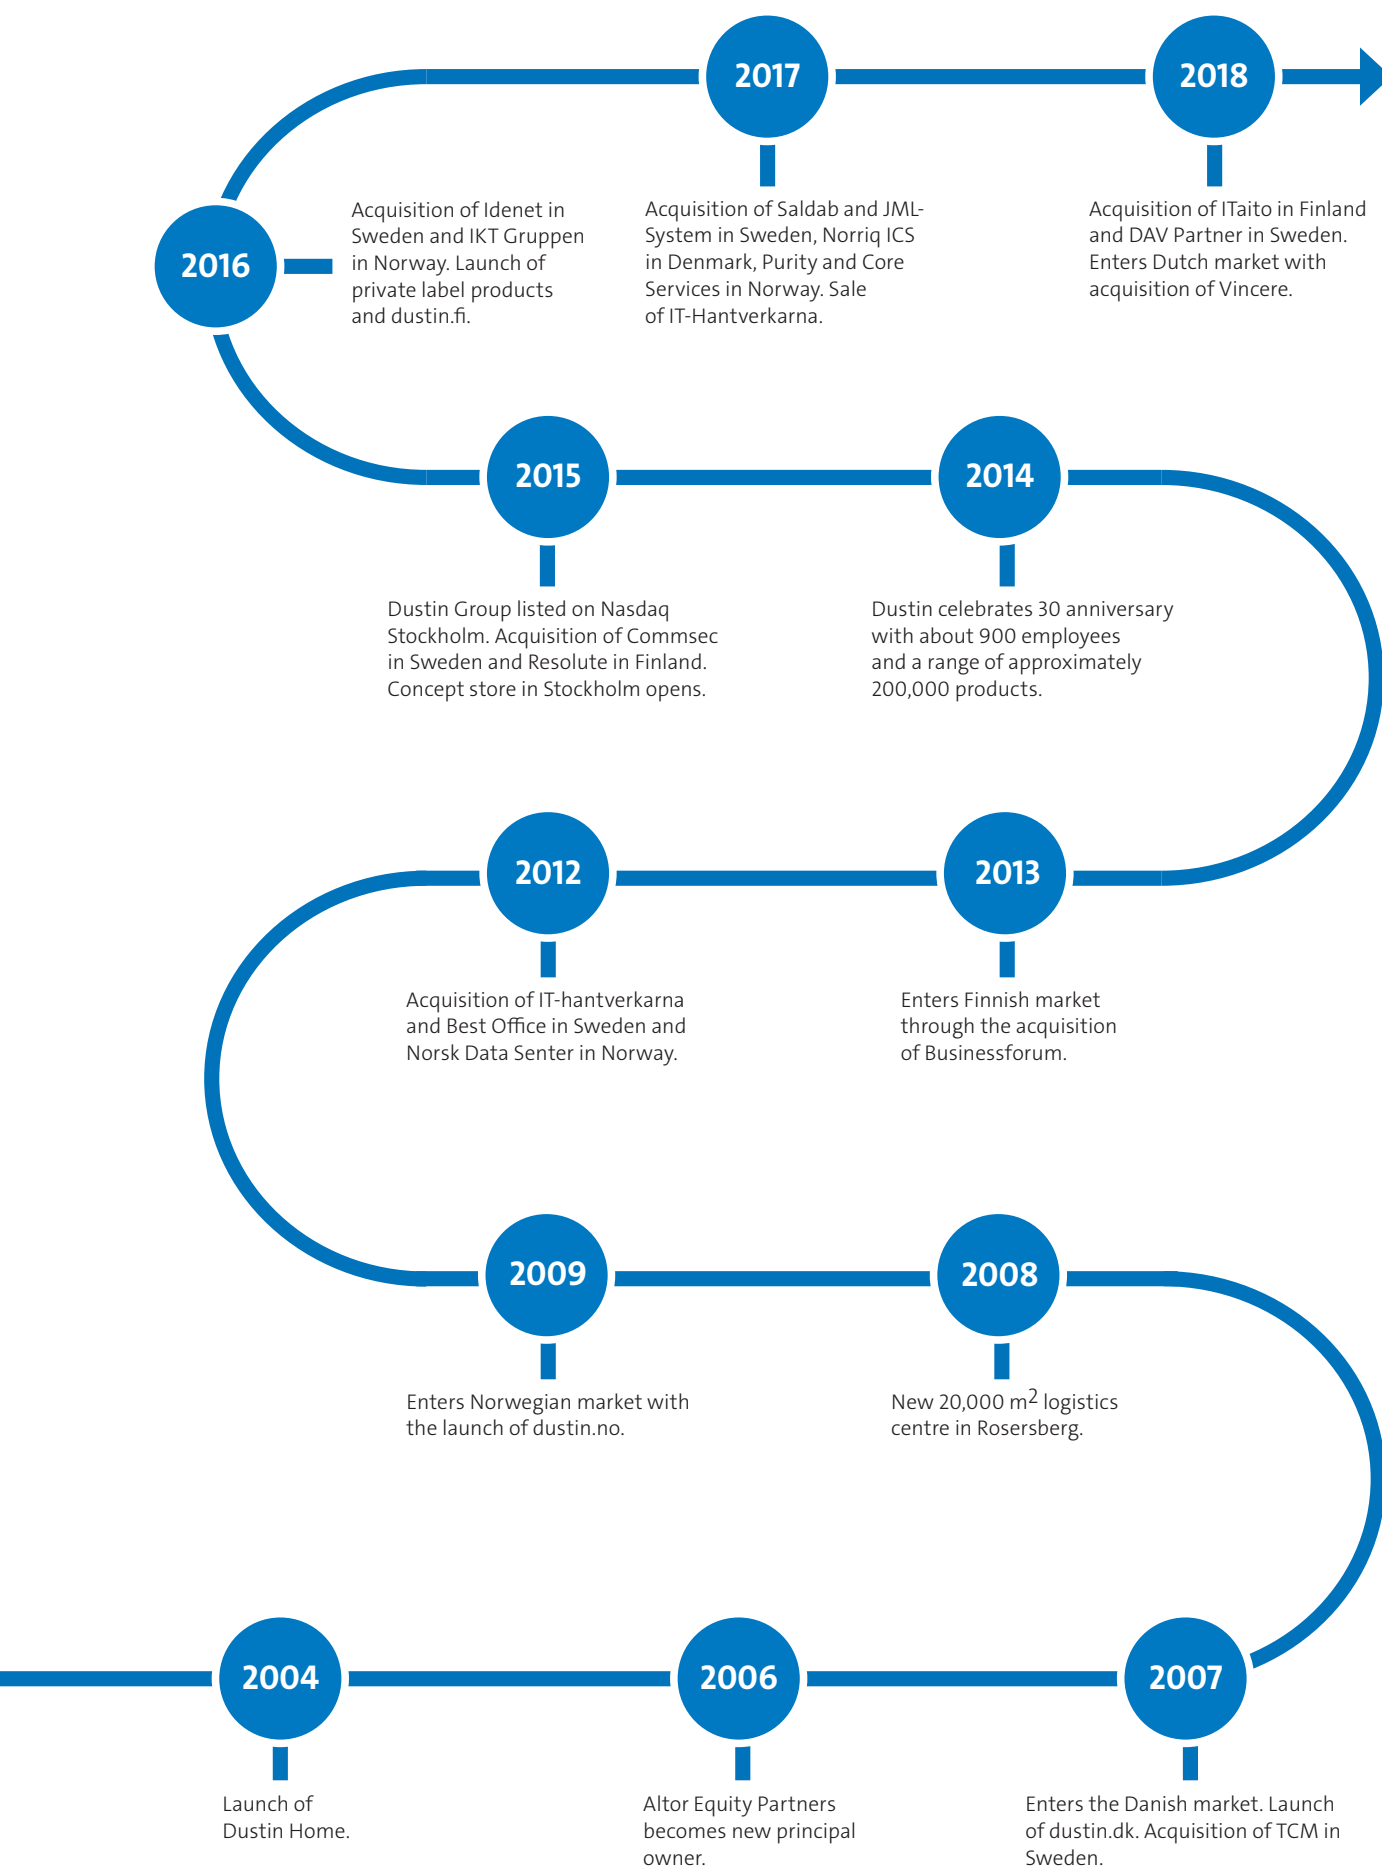 2017
2018
2016
Acquisition of Idenet in
Sweden and IKT Gruppen
in Norway. Launch of
private label products
and dustin.fi.
Acquisition of Saldab and JML-
System in Sweden, Norriq ICS
in Denmark, Purity and Core
Services in Norway. Sale
of IT-Hantverkarna.
Acquisition of ITaito in Finland
and DAV Partner in Sweden.
Enters Dutch market with
acquisition of Vincere.
2015
2014
Dustin Group listed on Nasdaq
Stockholm. Acquisition of Commsec
in Sweden and Resolute in Finland.
Concept store in Stockholm opens.
Dustin celebrates 30 anniversary
with about 900 employees
and a range of approximately
200,000 products.
2012
2013
Acquisition of IT-hantverkarna
and Best Office in Sweden and
Norsk Data Senter in Norway.
Enters Finnish market
through the acquisition
of Businessforum.
2009
2008
Enters Norwegian market with
the launch of dustin.no.
New 20,000 m² logistics
centre in Rosersberg.
2004
2006
2007
Launch of
Dustin Home.
Altor Equity Partners
becomes new principal
owner.
Enters the Danish market. Launch
of dustin.dk. Acquisition of TCM in
Sweden.